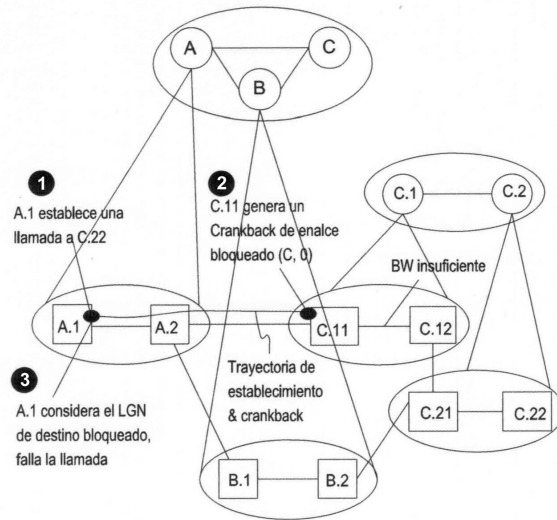 A
C
B
1
A.1 establece una
llamada a C.22
2
C.11 genera un
Crankback de enalce
bloqueado (C, 0)
C.1
C.2
BW insuficiente
A.1
A.2
C.11
C.12
3
A.1 considera el LGN
de destino bloqueado,
falla la llamada
Trayectoria de
establecimiento
& crankback
C.21
C.22
B.1
B.2